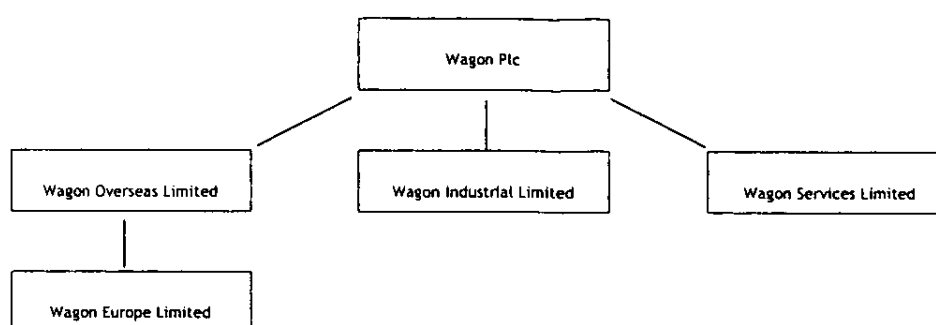 Wagon Plc
Wagon Overseas Limited
Wagon Industrial Limited
Wagon Services Limited
Wagon Europe Limited